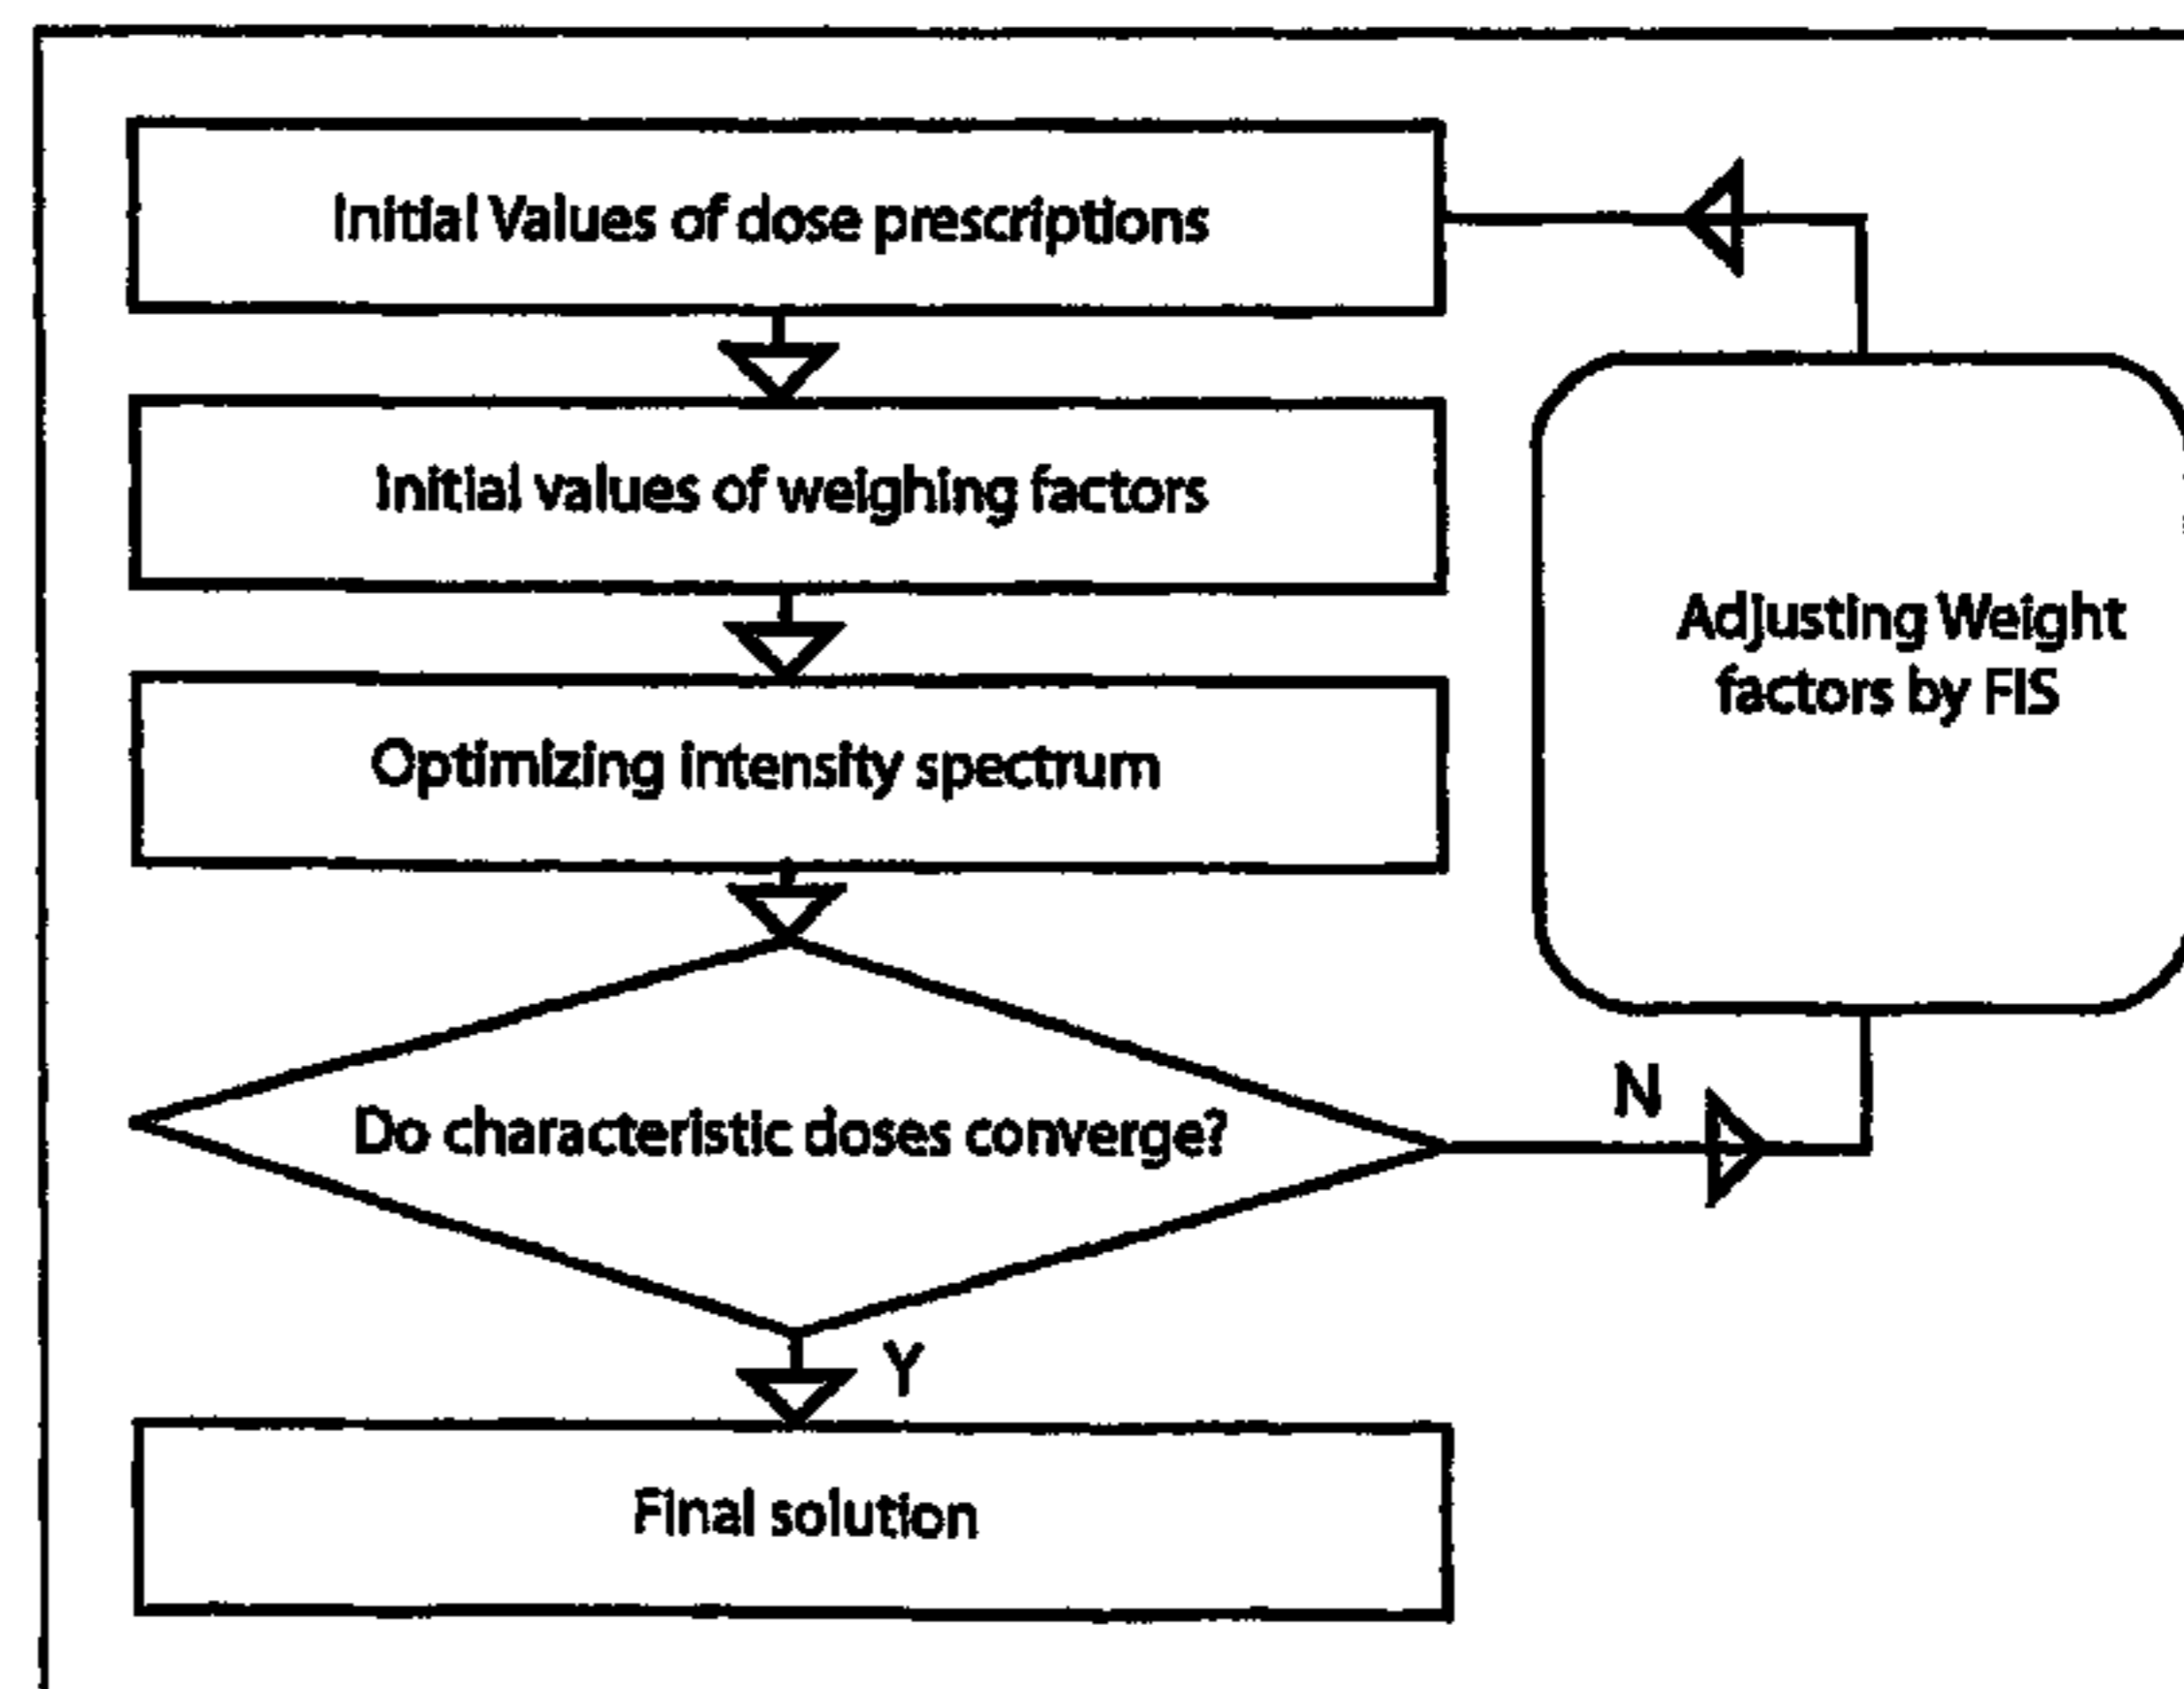 Initial Values of dose prescriptions
Initial values of weighing factors
Adjusting Weight
factors by FIS
Optimizing intensity spectrum
Do characteristic doses converge?
N
Y
Final solution